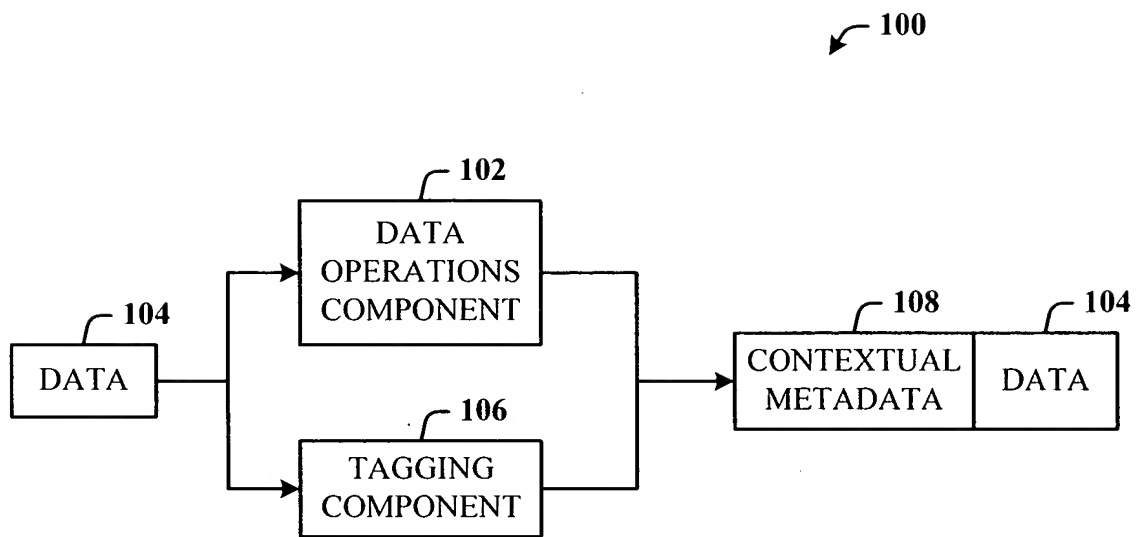 100
102
DATA
OPERATIONS
COMPONENT
104
DATA
108
104
CONTEXTUAL
METADATA
DATA
106
TAGGING
COMPONENT